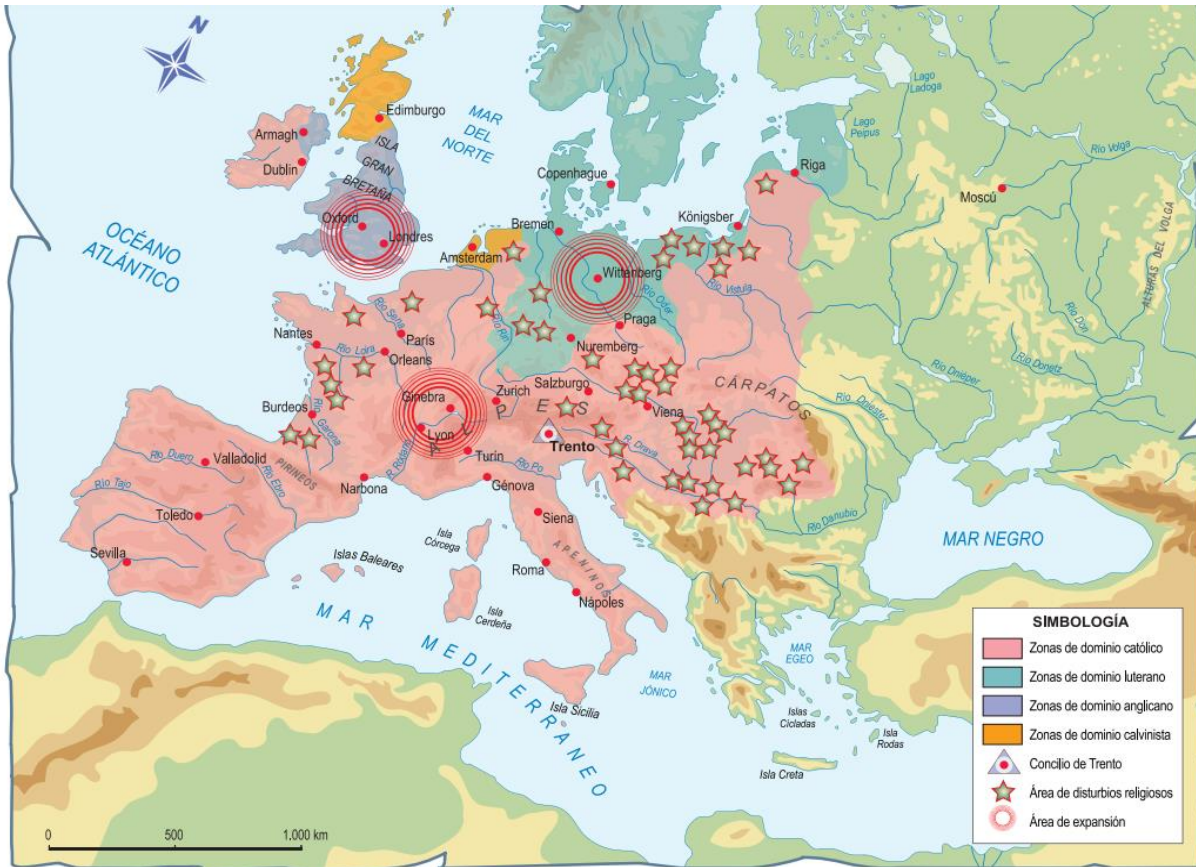 N
MAR
DEL
NORTE
OCÉANO
ATLÁNTICO
Edimburgo
Armagh
Dublin
ISLA
GRAN
BRETAÑA
Oxford
Londres
Copenhague
Riga
Lago
Ladoga
Lago
Peipus
Río Volga
Moscú
ALTURAS DEL VOLGA
Bremen
Königsber
Amsterdam
Wittenberg
Río Vistula
Río Oder
Río Rin
Río Sena
Praga
Río Don
Río Donetz
Nantes
París
Río Loira
Orleans
Nuremberg
Río Dniéper
Zurich
Salzburgo
CÁRPATOS
Río Dniester
Ginebra
Viena
Burdeos
Río
Garona
Lyon
ALPES
Trento
R. Drava
R. Ródano
Turín
Río Po
Río Duero
Valladolid
PIRINEOS
Río Ebro
Narbona
Génova
Río Tajo
Toledo
Siena
Río Danubio
MAR NEGRO
Isla
Córcega
APENINOS
Sevilla
Islas Baleares
Roma
Nápoles
Isla
Cerdeña
MAR MEDITERRANEO
MAR
JÓNICO
MAR
EGEO
Isla Sicilia
Islas
Cícladas
Isla
Rodas
Isla Creta
SIMBOLOGÍA
Zonas de dominio católico
Zonas de dominio luterano
Zonas de dominio anglicano
Zonas de dominio calvinista
Concilio de Trento
Área de disturbios religiosos
Área de expansión
0 500 1.000 km